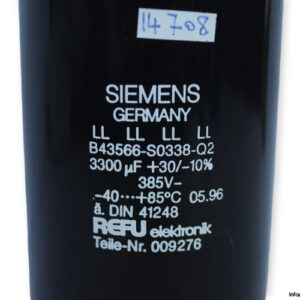 14708
SIEMENS
GERMANY
LL LL LL LL
B43566-S0338-Q2
3300 µF +30/-10%
385V-
-40...+85°C 05.96
ä. DIN 41248
REFU elektronik
Teile-Nr. 009276